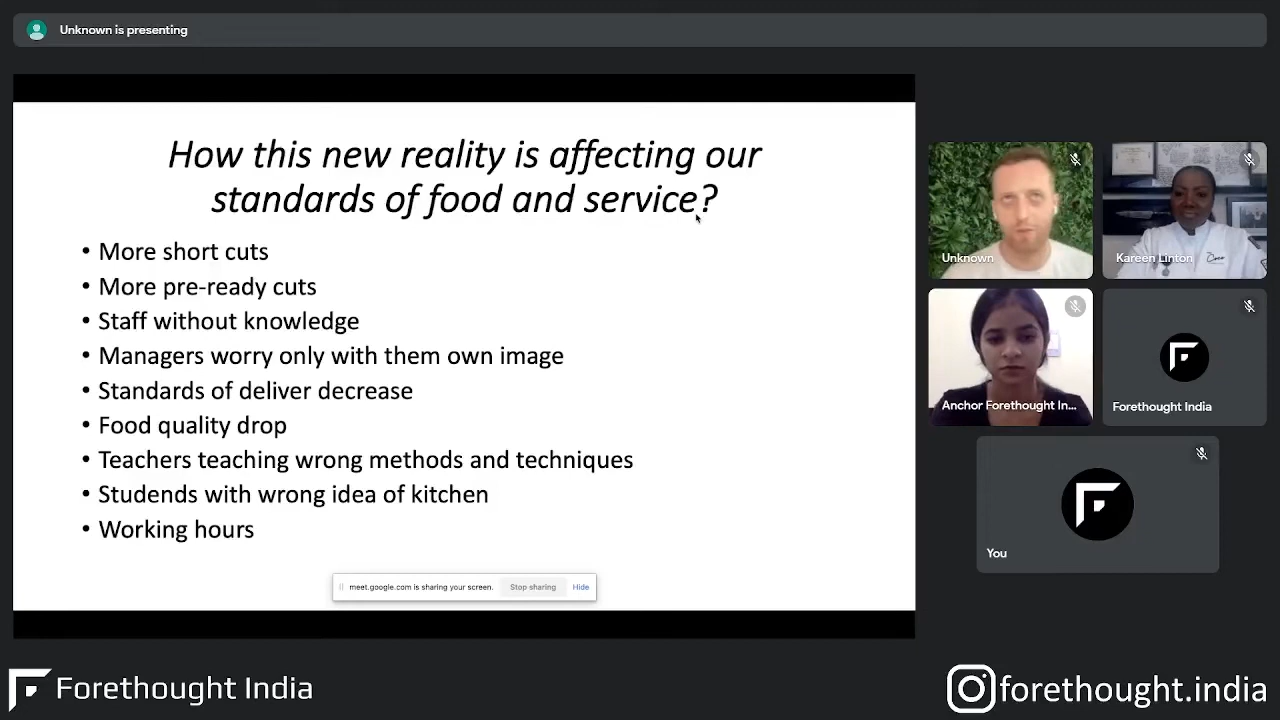 Unknown is presenting
How this new reality is affecting our
standards of food and service?
• More short cuts
• More pre-ready cuts
• Staff without knowledge
• Managers worry only with them own image
• Standards of deliver decrease
• Food quality drop
• Teachers teaching wrong methods and techniques
• Studends with wrong idea of kitchen
• Working hours
meet.google.com is sharing your screen. Stop sharing Hide
Unknown
Kareen Linton
Anchor Forethought In...
Forethought India
You
Forethought India
forethought.india